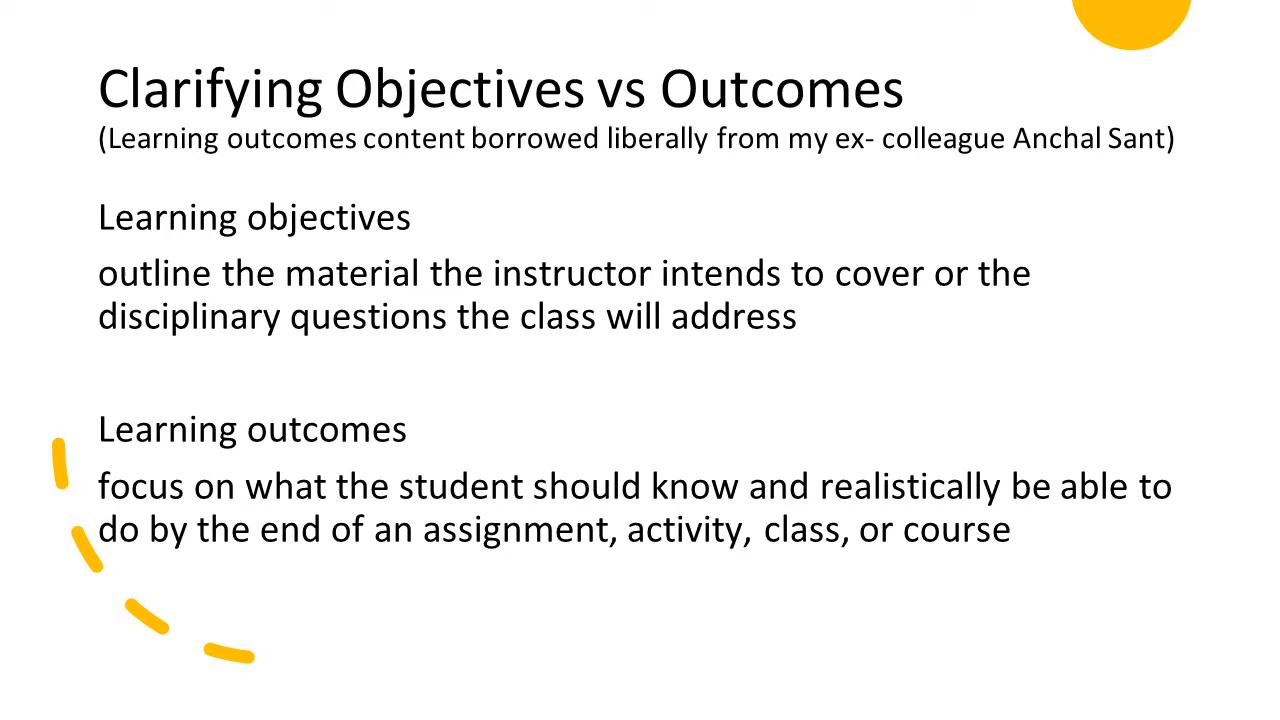 Clarifying Objectives vs Outcomes
(Learning outcomes content borrowed liberally from my ex- colleague Anchal Sant)
Learning objectives
outline the material the instructor intends to cover or the
disciplinary questions the class will address
Learning outcomes
focus on what the student should know and realistically be able to
do by the end of an assignment, activity, class, or course